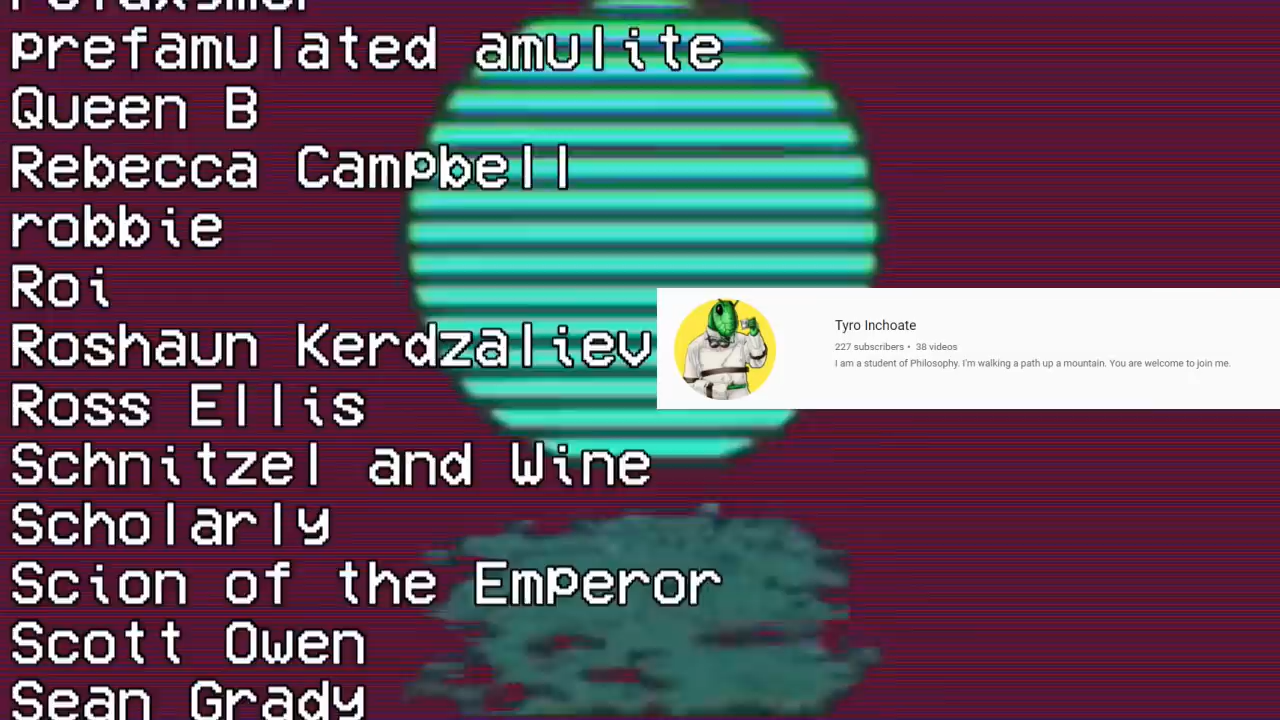 prefamulated amulite
Queen B
Rebecca Campbell
robbie
Roi
Roshaun Kerdzaliev
Ross Ellis
Schnitzel and Wine
Scholarly
Scion of the Emperor
Scott Owen
Sean Grady
Tyro Inchoate
227 subscribers • 38 videos
I am a student of Philosophy. I'm walking a path up a mountain. You are welcome to join me.